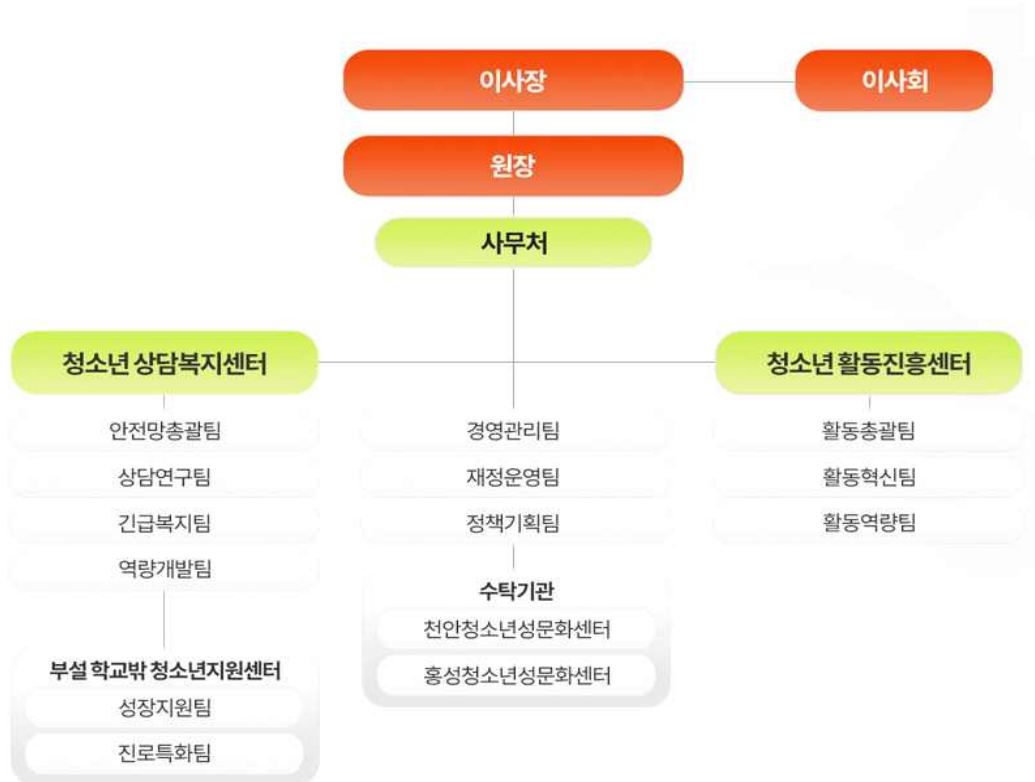 이사장
이사회
원장
사무처
청소년 상담복지센터
안전망총괄팀
상담연구팀
긴급복지팀
역량개발팀
부설 학교밖 청소년지원센터
성장지원팀
진로특화팀
경영관리팀
재정운영팀
정책기획팀
수탁기관
천안청소년성문화센터
홍성청소년성문화센터
청소년 활동진흥센터
활동총괄팀
활동혁신팀
활동역량팀